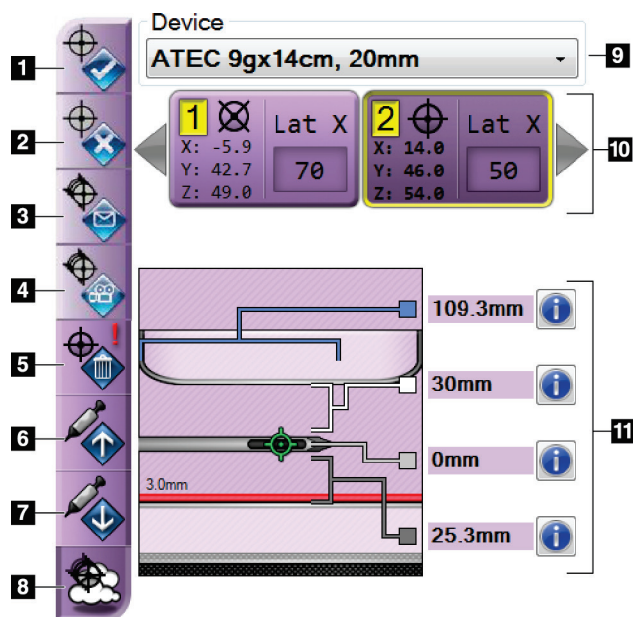 Device
1
ATEC 9gx14cm, 20mm
9
2
1
X: -5.9
Y: 42.7
Z: 49.0
Lat X
70
2
X: 14.0
Y: 46.0
Z: 54.0
Lat X
50
10
3
4
109.3mm
5
!
30mm
6
0mm
11
7
3.0mm
25.3mm
8